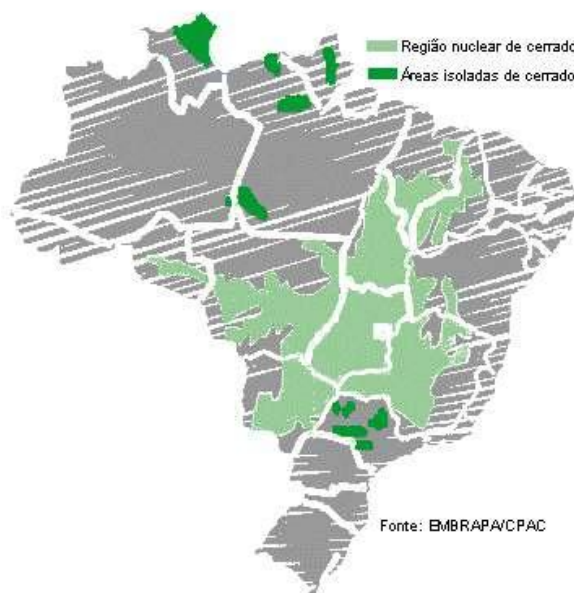 Região nuclear de cerrado
Áreas isoladas de cerrado
Fonte: EMBRAPA/CPAC